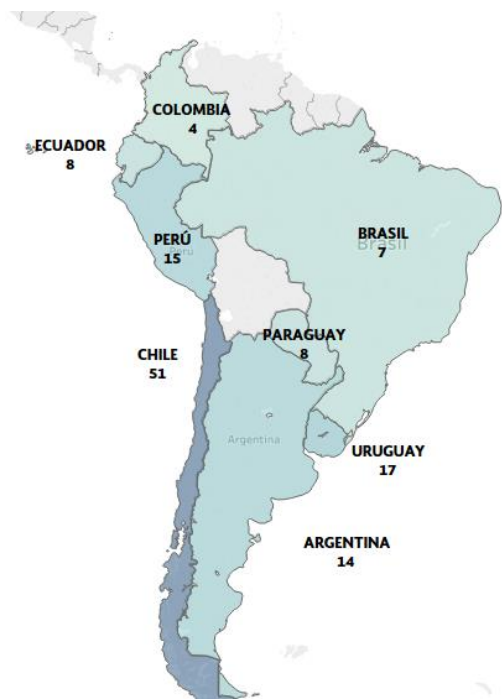 COLOMBIA
4
ECUADOR
8
PERÚ
Perú
15
BRASIL
Brasil
7
PARAGUAY
8
CHILE
51
Argentina
URUGUAY
17
ARGENTINA
14